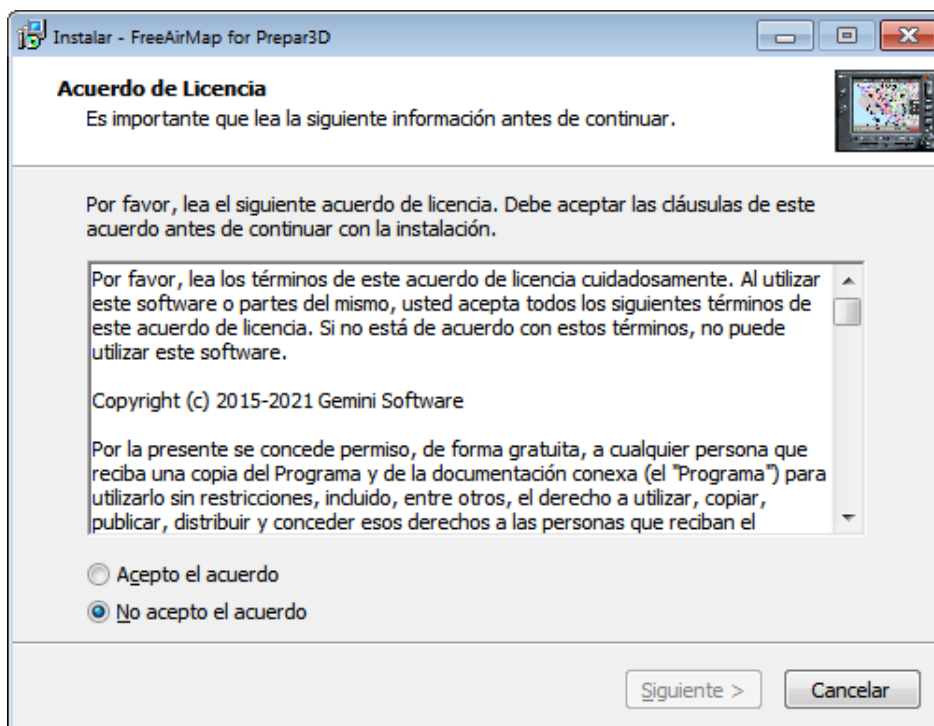 Instalar - FreeAirMap for Prepar3D
Acuerdo de Licencia
Es importante que lea la siguiente información antes de continuar.
Por favor, lea el siguiente acuerdo de licencia. Debe aceptar las cláusulas de este
acuerdo antes de continuar con la instalación.
Por favor, lea los términos de este acuerdo de licencia cuidadosamente. Al utilizar
este software o partes del mismo, usted acepta todos los siguientes términos de
este acuerdo de licencia. Si no está de acuerdo con estos términos, no puede
utilizar este software.
Copyright (c) 2015-2021 Gemini Software
Por la presente se concede permiso, de forma gratuita, a cualquier persona que
reciba una copia del Programa y de la documentación conexa (el "Programa") para
utilizarlo sin restricciones, incluido, entre otros, el derecho a utilizar, copiar,
publicar, distribuir y conceder esos derechos a las personas que reciban el
Acepto el acuerdo
No acepto el acuerdo
Siguiente >
Cancelar